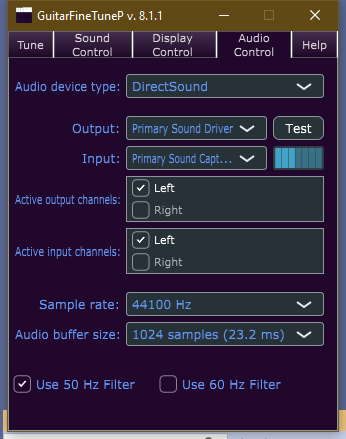 GuitarFineTuneP v. 8.1.1
Tune
Sound Control
Display Control
Audio Control
Help
Audio device type: DirectSound
Output: Primary Sound Driver Test
Input: Primary Sound Capt...
Active output channels:
Left
Right
Active input channels:
Left
Right
Sample rate: 44100 Hz
Audio buffer size: 1024 samples (23.2 ms)
Use 50 Hz Filter Use 60 Hz Filter